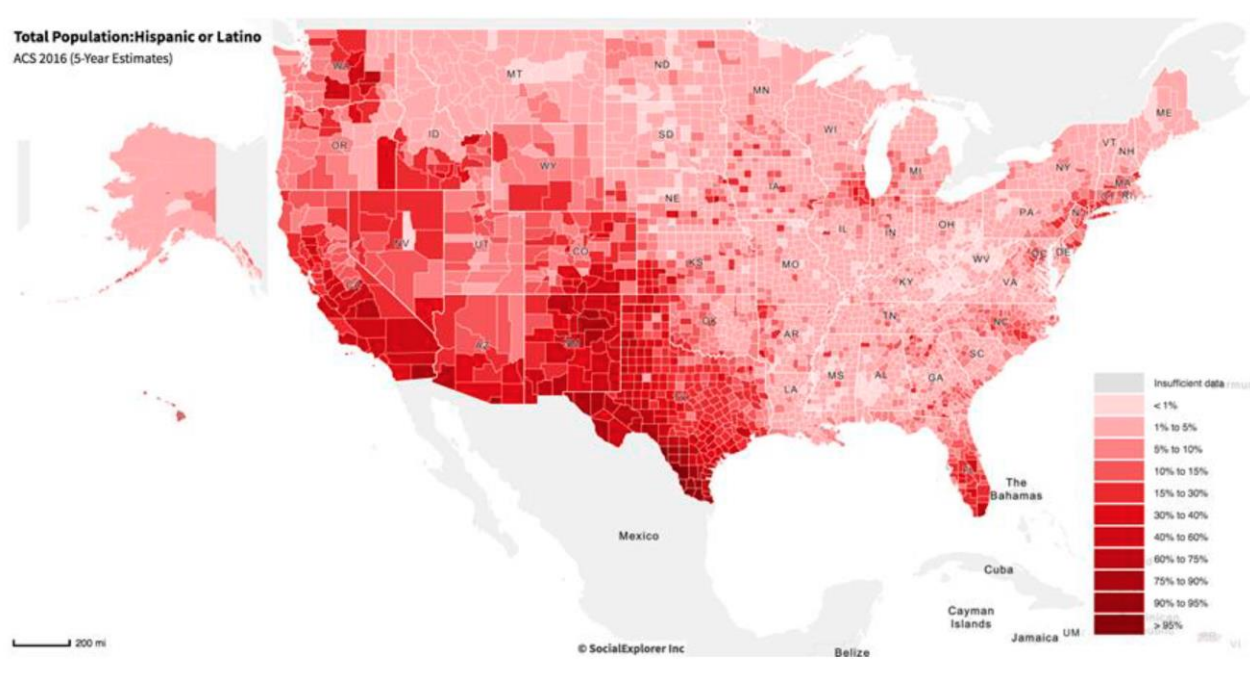 Total Population:Hispanic or Latino
ACS 2016 (5-Year Estimates)
WA
MT
ND
MN
ME
OR
ID
SD
WI
VT
NH
NY
WY
MI
MA
RI
NE
IA
PA
NV
UT
CO
IL
IN
OH
DE
KS
MO
WV
KY
VA
AZ
OK
AR
TN
NC
SC
LA
MS
AL
GA
Insufficient data
< 1%
1% to 5%
5% to 10%
10% to 15%
15% to 30%
30% to 40%
40% to 60%
60% to 75%
75% to 90%
90% to 95%
> 95%
The
Bahamas
Mexico
Cuba
Cayman
Islands
Jamaica
UM
VI
Belize
200 mi
© SocialExplorer Inc